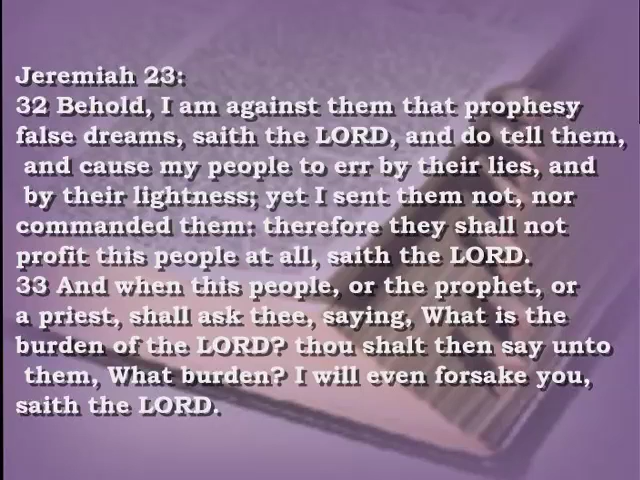 Jeremiah 23:
32 Behold, I am against them that prophesy
false dreams, saith the LORD, and do tell them,
and cause my people to err by their lies, and
by their lightness; yet I sent them not, nor
commanded them: therefore they shall not
profit this people at all, saith the LORD.
33 And when this people, or the prophet, or
a priest, shall ask thee, saying, What is the
burden of the LORD? thou shalt then say unto
them, What burden? I will even forsake you,
saith the LORD.